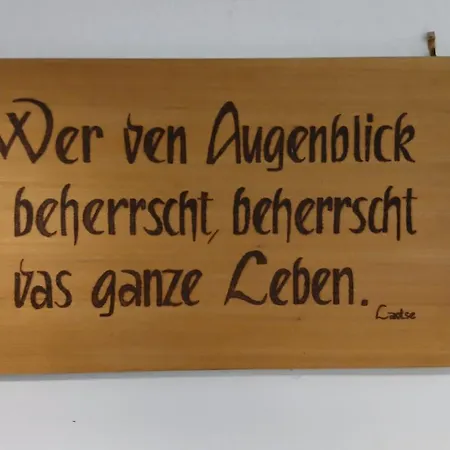 Wer den Augenblick
beherrscht, beherrscht
das ganze Leben.
Laotse